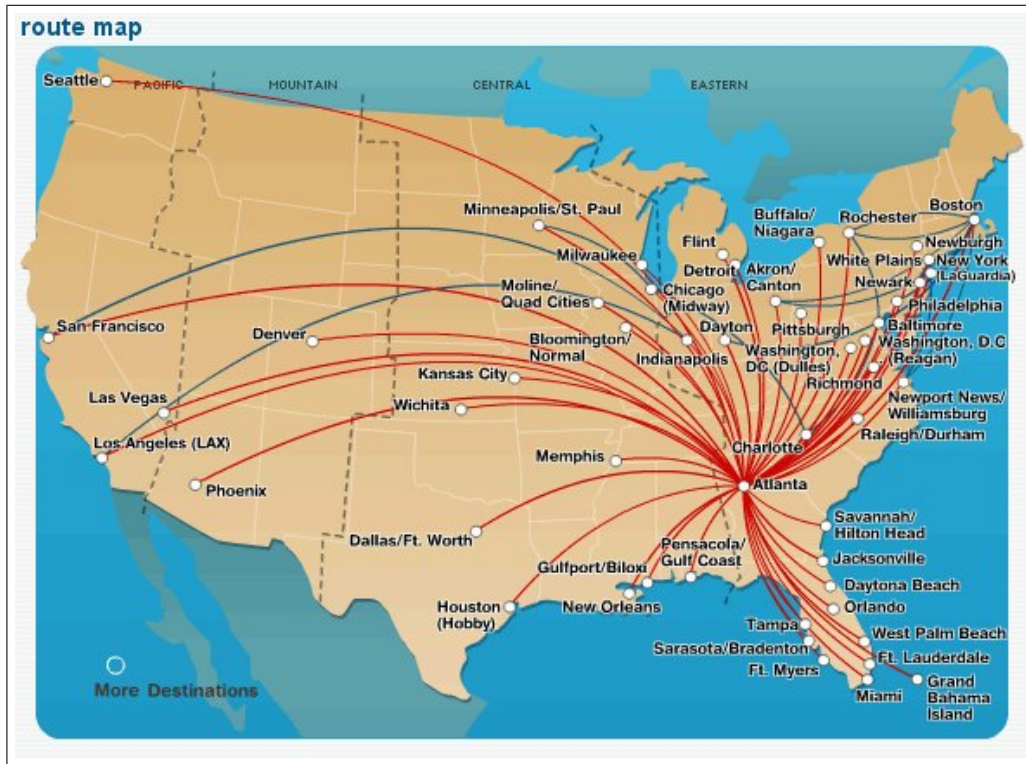 route map
Seattle
PACIFIC
MOUNTAIN
CENTRAL
EASTERN
Minneapolis/St. Paul
Milwaukee
Flint
Detroit
Buffalo/
Niagara
Rochester
Boston
Newburgh
White Plains
New York
(LaGuardia)
Akron/
Canton
Newark
Philadelphia
Moline/
Quad Cities
Chicago
(Midway)
San Francisco
Denver
Bloomington/
Normal
Indianapolis
Dayton
Pittsburgh
Baltimore
Washington, D.C
(Reagan)
Washington,
DC (Dulles)
Richmond
Kansas City
Las Vegas
Wichita
Newport News/
Williamsburg
Los Angeles (LAX)
Charlotte
Raleigh/Durham
Memphis
Phoenix
Atlanta
Dallas/Ft. Worth
Savannah/
Hilton Head
Pensacola/
Gulf Coast
Jacksonville
Gulfport/Biloxi
Daytona Beach
Houston
(Hobby)
New Orleans
Orlando
Tampa
West Palm Beach
Sarasota/Bradenton
Ft. Lauderdale
Ft. Myers
Miami
Grand
Bahama
Island
More Destinations